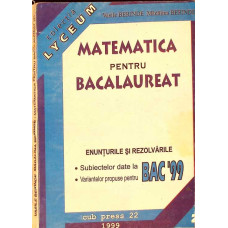 colecția
LYCEUM
MATEMATICA
PENTRU
BACALAUREAT
ENUNȚURILE ȘI REZOLVĂRILE
• Subiectelor date la
• Variantelor propuse pentru
BAC '99
cub press 22
1999